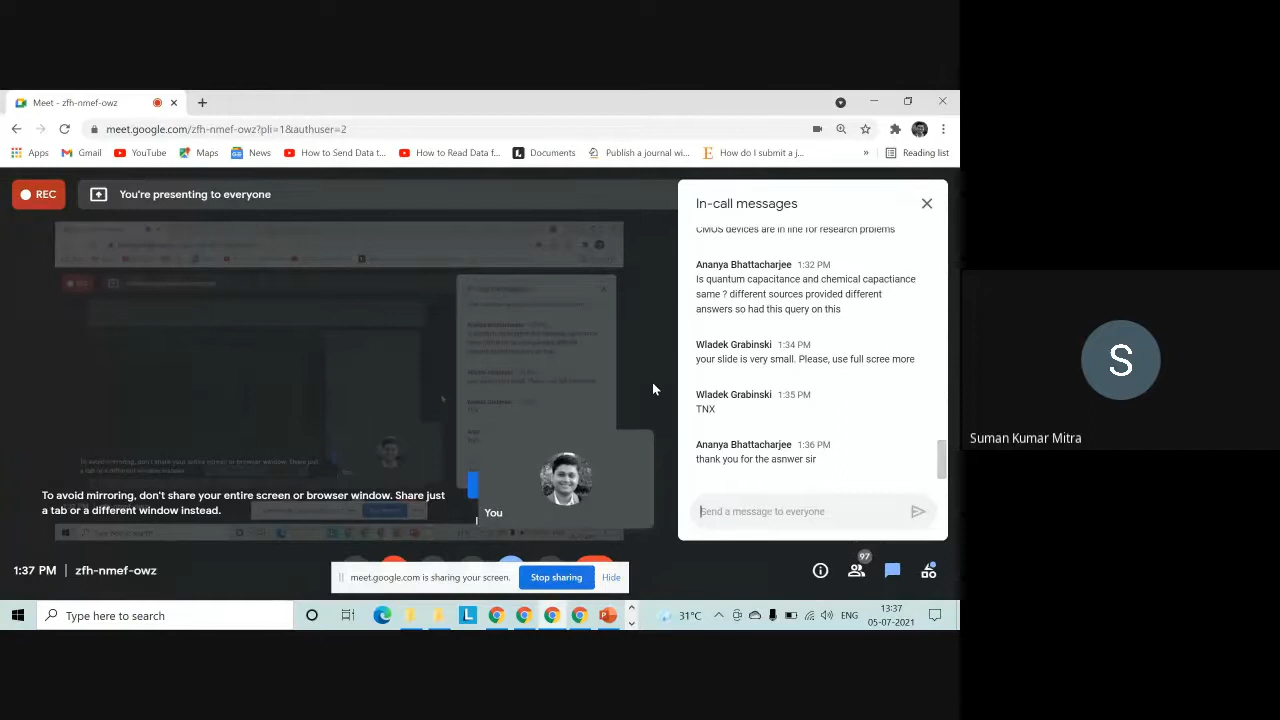 Meet - zfh-nmef-owz
meet.google.com/zfh-nmef-owz?pli=1&authuser=2
Apps
Gmail
YouTube
Maps
News
How to Send Data t...
How to Read Data f...
Documents
Publish a journal wi...
How do I submit a j...
»
Reading list
REC
You're presenting to everyone
In-call messages
CMOS devices are in line for research prblems
Ananya Bhattacharjee 1:32 PM
Is quantum capacitance and chemical capactiance
same ? different sources provided different
answers so had this query on this
Wladek Grabinski 1:34 PM
your slide is very small. Please, use full scree more
Wladek Grabinski 1:35 PM
TNX
Ananya Bhattacharjee 1:36 PM
thank you for the asnwer sir
Send a message to everyone
To avoid mirroring, don't share your entire screen or browser window. Share just
a tab or a different window instead.
You
1:37 PM | zfh-nmef-owz
97
meet.google.com is sharing your screen.
Stop sharing
Hide
Type here to search
31°C
ENG
13:37
05-07-2021
S
Suman Kumar Mitra